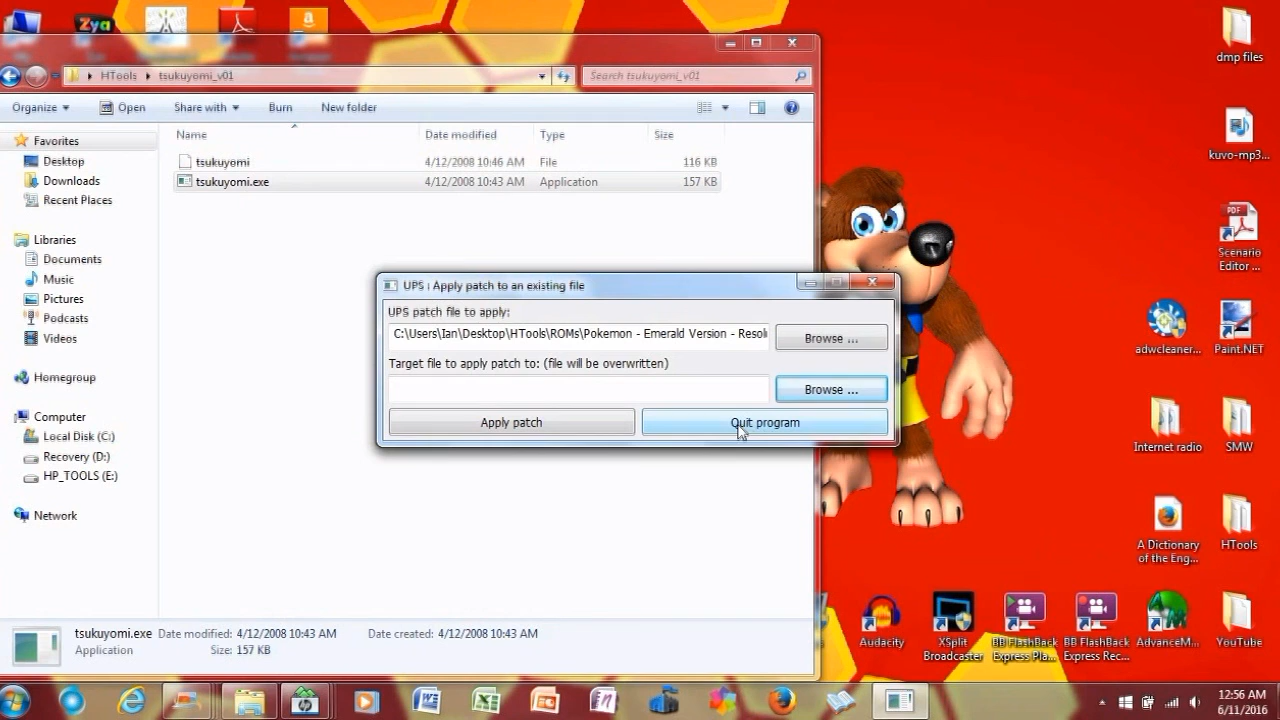 Zya
HTools
tsukuyomi_v01
Search tsukuyomi_v01
Organize
Open
Share with
Burn
New folder
Name
Date modified
Type
Size
tsukuyomi
4/12/2008 10:46 AM
File
116 KB
tsukuyomi.exe
4/12/2008 10:43 AM
Application
157 KB
Favorites
Desktop
Downloads
Recent Places
Libraries
Documents
Music
Pictures
Podcasts
Videos
Homegroup
Computer
Local Disk (C:)
Recovery (D:)
HP_TOOLS (E:)
Network
UPS : Apply patch to an existing file
UPS patch file to apply:
C:\Users\Ian\Desktop\HTools\ROMs\Pokemon - Emerald Version - Resol
Browse ...
Target file to apply patch to: (file will be overwritten)
Browse ...
Apply patch
Quit program
tsukuyomi.exe
Date modified: 4/12/2008 10:43 AM
Date created: 4/12/2008 10:43 AM
Application
Size: 157 KB
dmp files
kuvo-mp3...
PDF
Scenario
Editor ...
adwcleaner...
Paint.NET
Internet radio
SMW
A Dictionary
of the Eng...
HTools
Audacity
XSplit
Broadcaster
BB FlashBack
Express Pla...
BB FlashBack
Express Rec...
AdvanceM...
YouTube
12:56 AM
6/11/2016